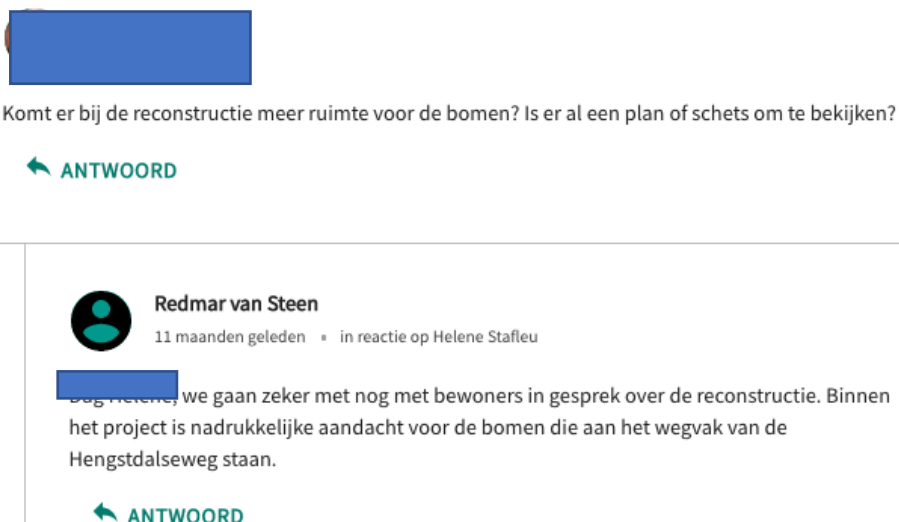 Komt er bij de reconstructie meer ruimte voor de bomen? Is er al een plan of schets om te bekijken?
ANTWOORD
Redmar van Steen
11 maanden geleden • in reactie op Helene Stafleu
we gaan zeker met nog met bewoners in gesprek over de reconstructie. Binnen
het project is nadrukkelijke aandacht voor de bomen die aan het wegvak van de
Hengstdalseweg staan.
ANTWOORD